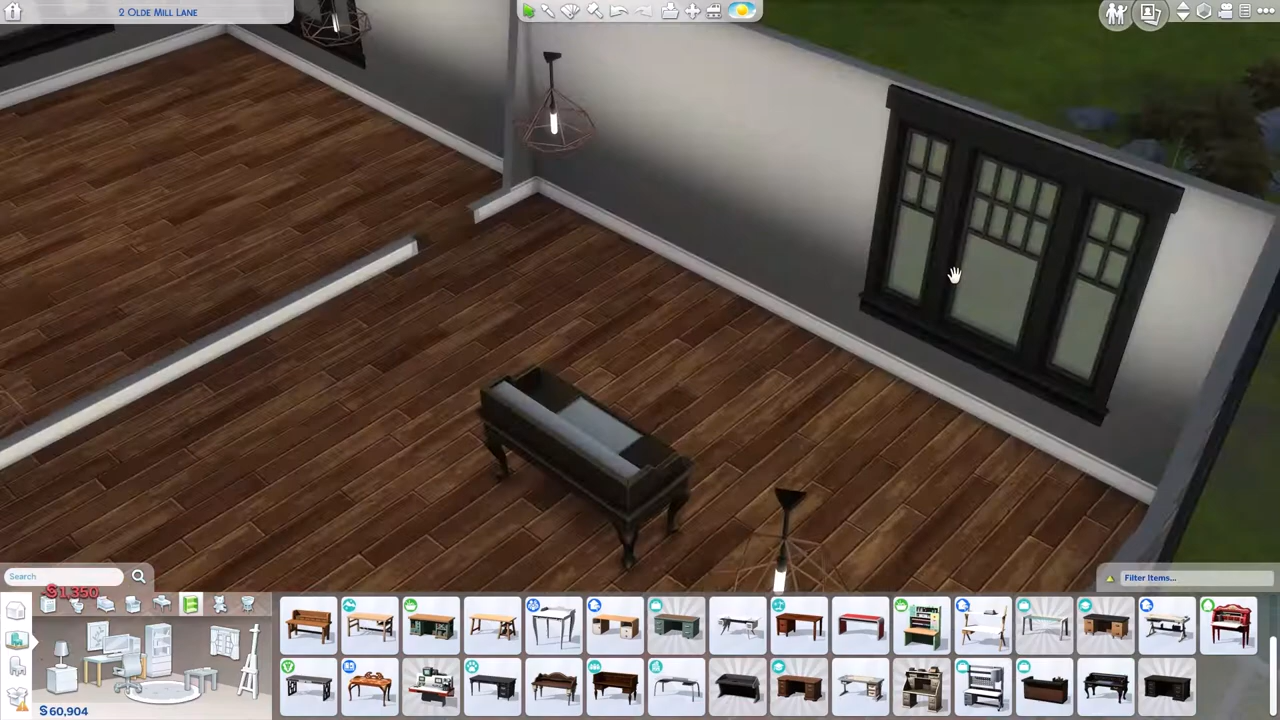 2 Olde Mill Lane
Search
$1,350
Filter Items...
$60,904